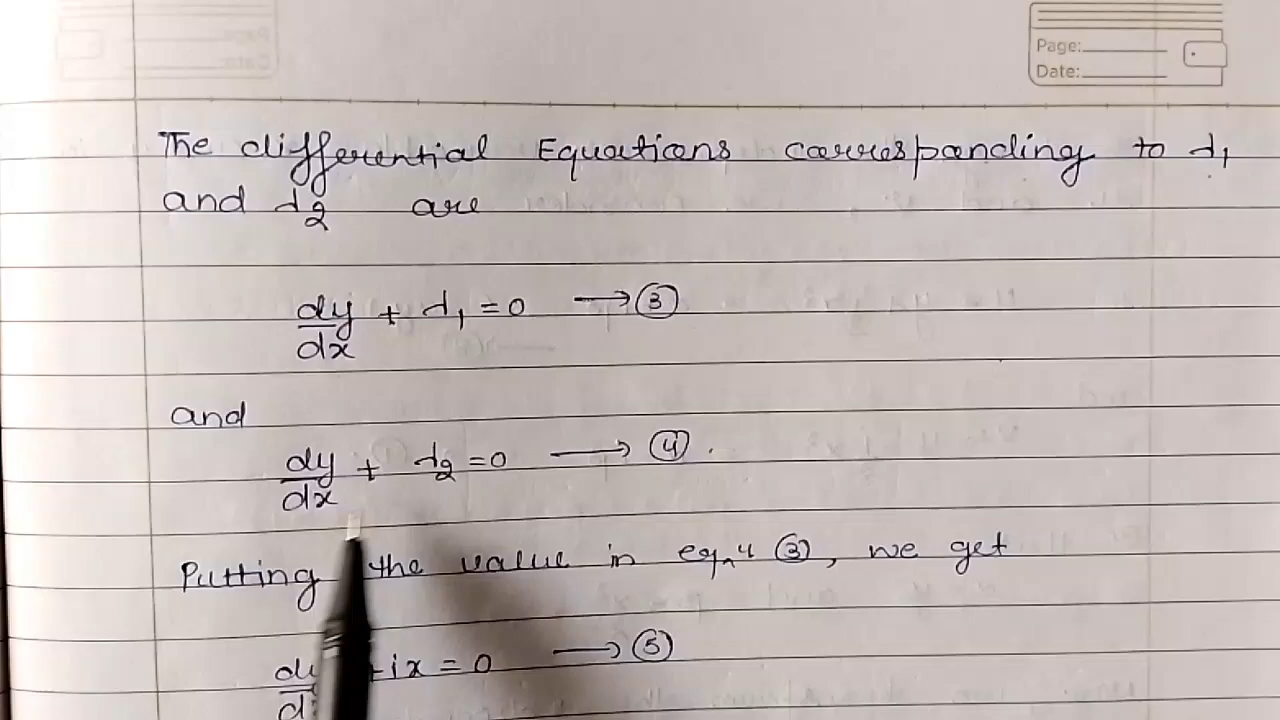 Page:
Date:
The differential Equations corresponding to λ₁
and λ₂ are
dy/dx + λ₁ = 0 → ③
and
dy/dx + λ₂ = 0 → ④.
Putting the value in eqn ③, we get
+ ix = 0 → ⑤